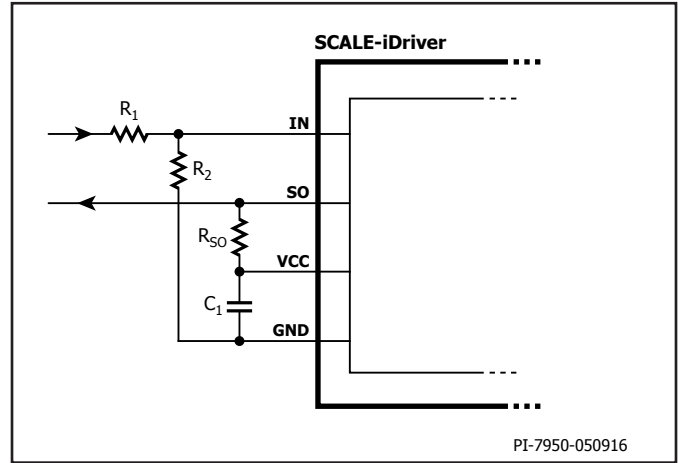 SCALE-iDriver
R1
IN
R2
SO
RSO
VCC
C1
GND
PI-7950-050916